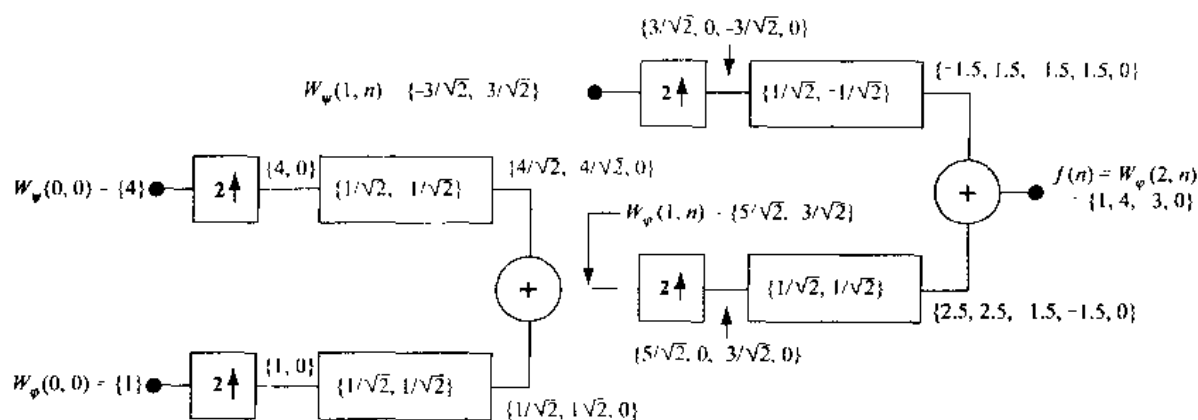 {3/√2, 0, -3/√2, 0}
W_ψ(1, n) {-3/√2, 3/√2}
2↑
{1/√2, -1/√2}
{-1.5, 1.5, 1.5, 1.5, 0}
W_ψ(0, 0) - {4}
2↑
{4, 0}
{1/√2, 1/√2}
{4/√2, 4/√2, 0}
+
f(n) = W_φ(2, n)
- {1, 4, 3, 0}
W_φ(1, n) - {5/√2, 3/√2}
+
2↑
{1/√2, 1/√2}
{2.5, 2.5, 1.5, -1.5, 0}
{5/√2, 0, 3/√2, 0}
W_φ(0, 0) = {1}
2↑
{1, 0}
{1/√2, 1/√2}
{1/√2, 1√2, 0}